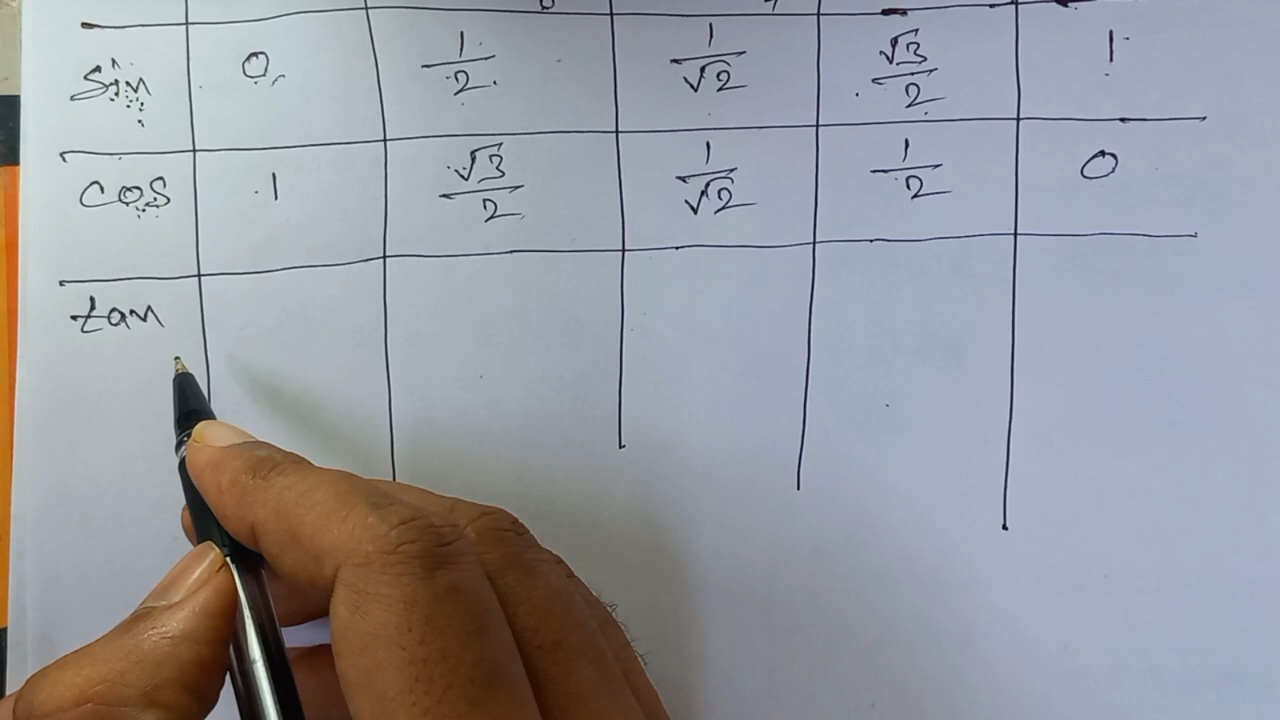 sin 0 1/2 1/√2 √3/2 1
cos 1 √3/2 1/√2 1/2 0
tan